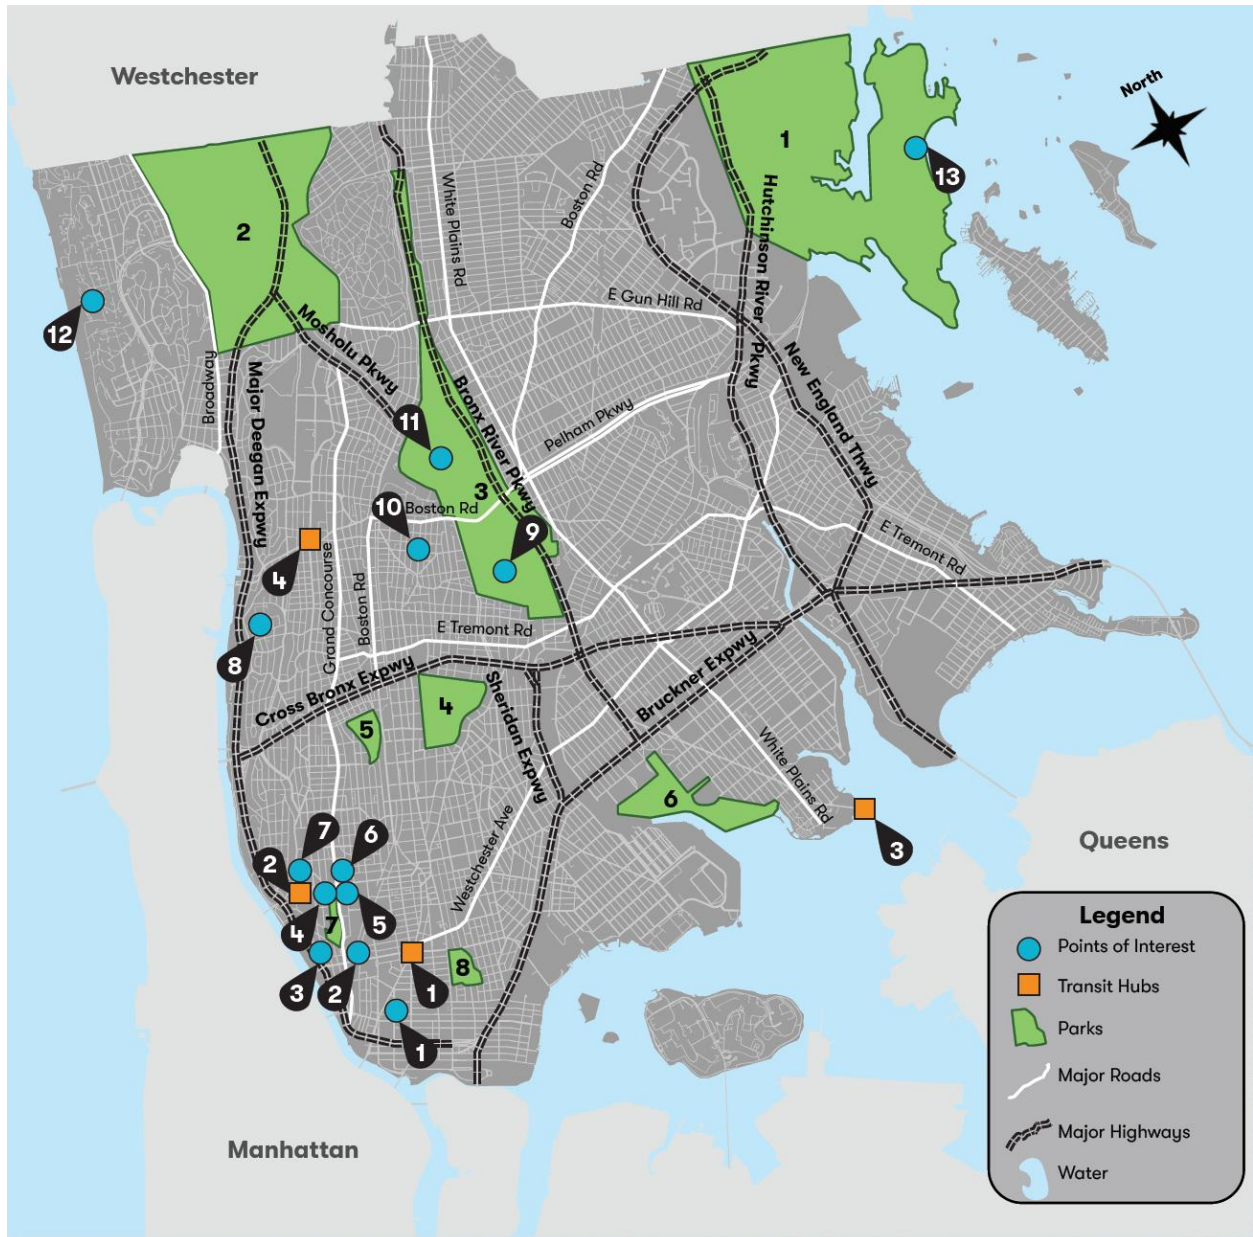 Westchester
North
1
13
2
White Plains Rd
Boston Rd
Hutchinson River Pkwy
12
E Gun Hill Rd
Mosholu Pkwy
Broadway
Major Deegan Expwy
Bronx River Pkwy
New England Thwy
Pelham Pkwy
11
3
10
Boston Rd
9
4
Grand Concourse
Boston Rd
E Tremont Rd
E Tremont Rd
8
Cross Bronx Expwy
Sheridan Expwy
Bruckner Expwy
4
5
White Plains Rd
6
Westchester Ave
3
Queens
7
6
2
4
7
5
3
2
1
8
1
Manhattan
Legend
Points of Interest
Transit Hubs
Parks
Major Roads
Major Highways
Water